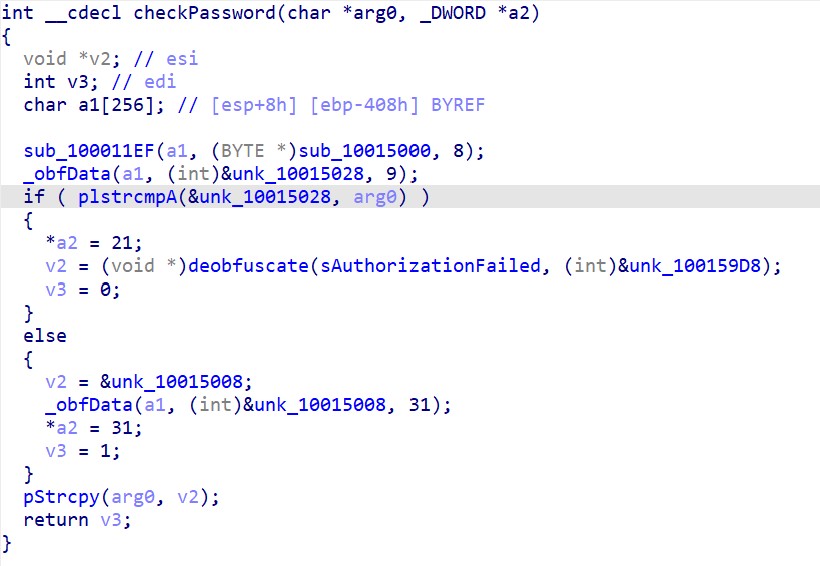 int __cdecl checkPassword(char *arg0, _DWORD *a2)
{
  void *v2; // esi
  int v3; // edi
  char a1[256]; // [esp+8h] [ebp-408h] BYREF

  sub_100011EF(a1, (BYTE *)sub_10015000, 8);
  _obfData(a1, (int)&unk_10015028, 9);
  if ( plstrcmpA(&unk_10015028, arg0) )
  {
    *a2 = 21;
    v2 = (void *)deobfuscate(sAuthorizationFailed, (int)&unk_100159D8);
    v3 = 0;
  }
  else
  {
    v2 = &unk_10015008;
    _obfData(a1, (int)&unk_10015008, 31);
    *a2 = 31;
    v3 = 1;
  }
  pStrcpy(arg0, v2);
  return v3;
}